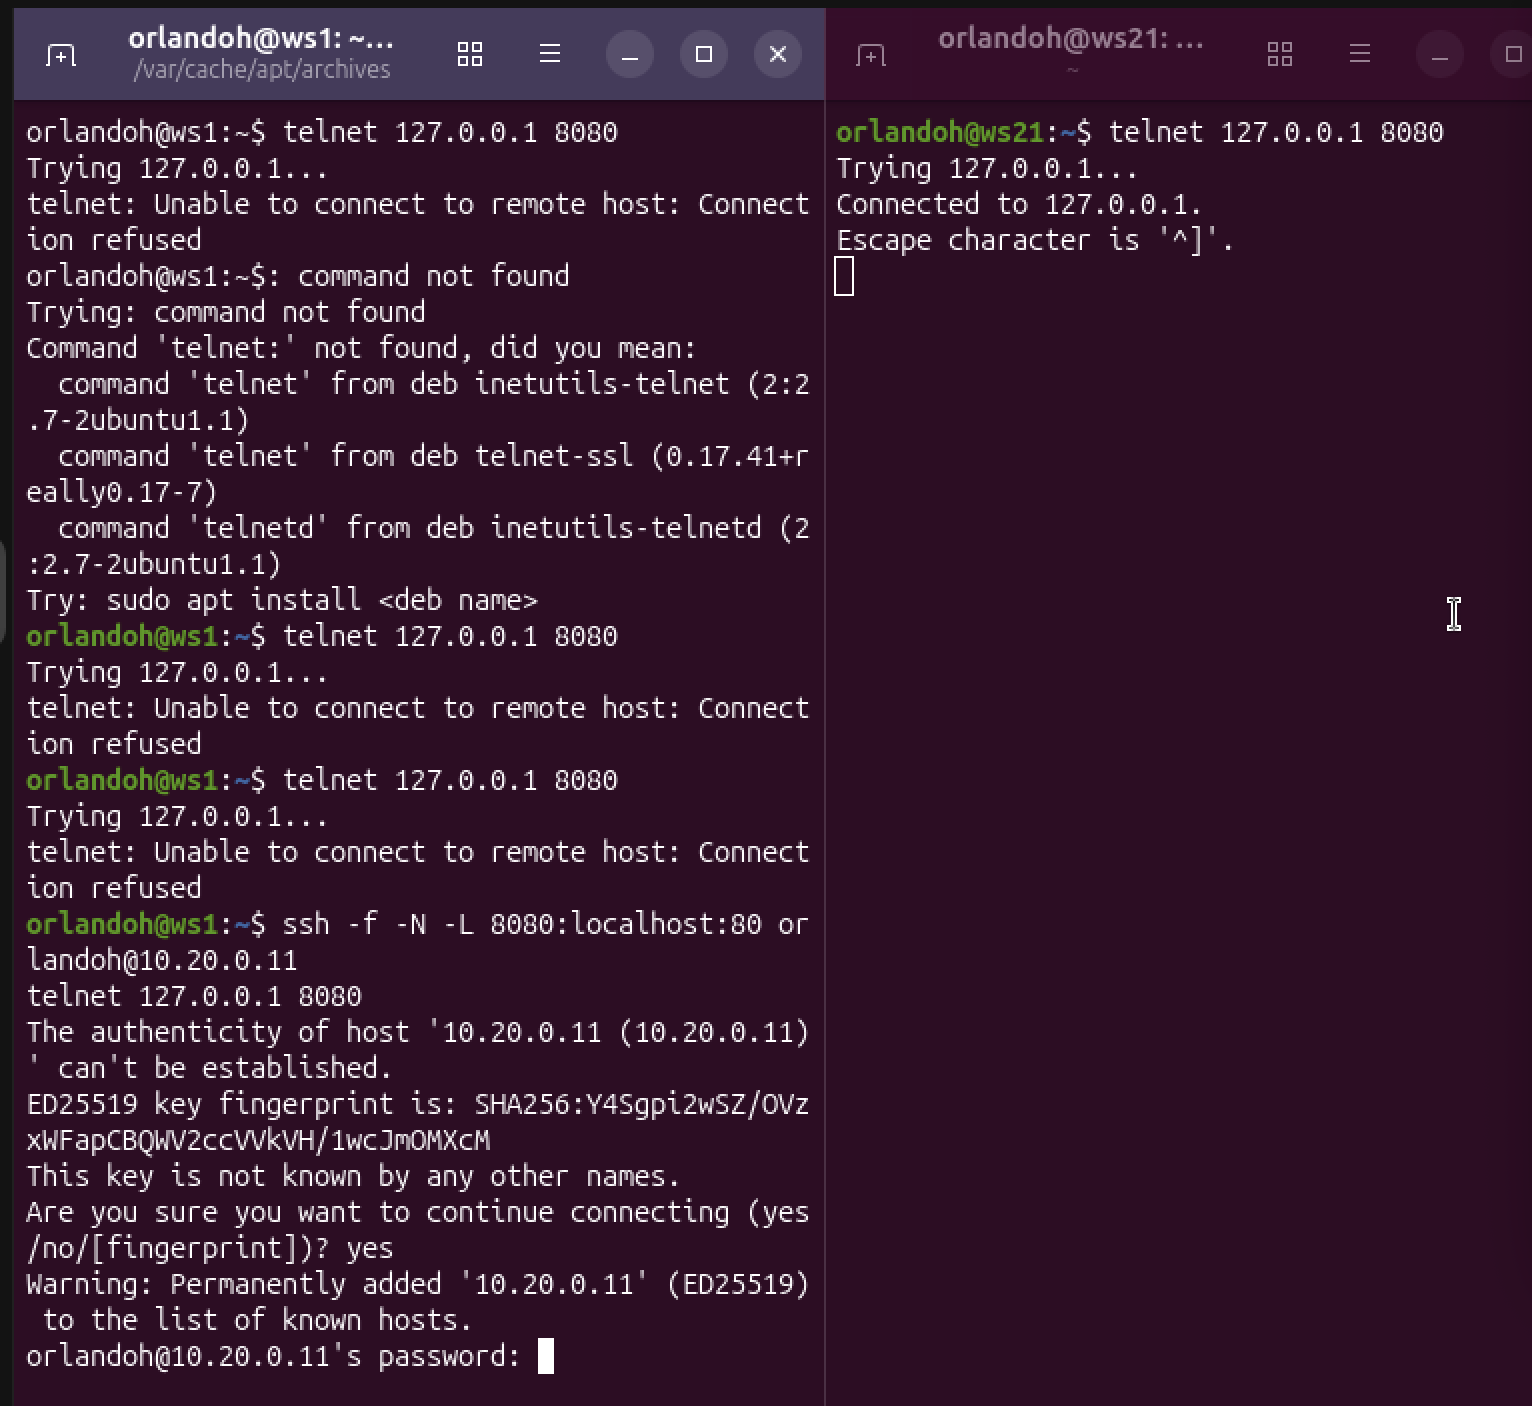 orlandoh@ws1: ~...
/var/cache/apt/archives
orlandoh@ws1:~$ telnet 127.0.0.1 8080
Trying 127.0.0.1...
telnet: Unable to connect to remote host: Connect
ion refused
orlandoh@ws1:~$: command not found
Trying: command not found
Command 'telnet:' not found, did you mean:
  command 'telnet' from deb inetutils-telnet (2:2
.7-2ubuntu1.1)
  command 'telnet' from deb telnet-ssl (0.17.41+r
eally0.17-7)
  command 'telnetd' from deb inetutils-telnetd (2
:2.7-2ubuntu1.1)
Try: sudo apt install <deb name>
orlandoh@ws1:~$ telnet 127.0.0.1 8080
Trying 127.0.0.1...
telnet: Unable to connect to remote host: Connect
ion refused
orlandoh@ws1:~$ telnet 127.0.0.1 8080
Trying 127.0.0.1...
telnet: Unable to connect to remote host: Connect
ion refused
orlandoh@ws1:~$ ssh -f -N -L 8080:localhost:80 or
landoh@10.20.0.11
telnet 127.0.0.1 8080
The authenticity of host '10.20.0.11 (10.20.0.11)
' can't be established.
ED25519 key fingerprint is: SHA256:Y4Sgpi2wSZ/OVz
xWFapCBQWV2ccVVkVH/1wcJmOMXcM
This key is not known by any other names.
Are you sure you want to continue connecting (yes
/no/[fingerprint])? yes
Warning: Permanently added '10.20.0.11' (ED25519)
 to the list of known hosts.
orlandoh@10.20.0.11's password:
orlandoh@ws21: ...
~
orlandoh@ws21:~$ telnet 127.0.0.1 8080
Trying 127.0.0.1...
Connected to 127.0.0.1.
Escape character is '^]'.